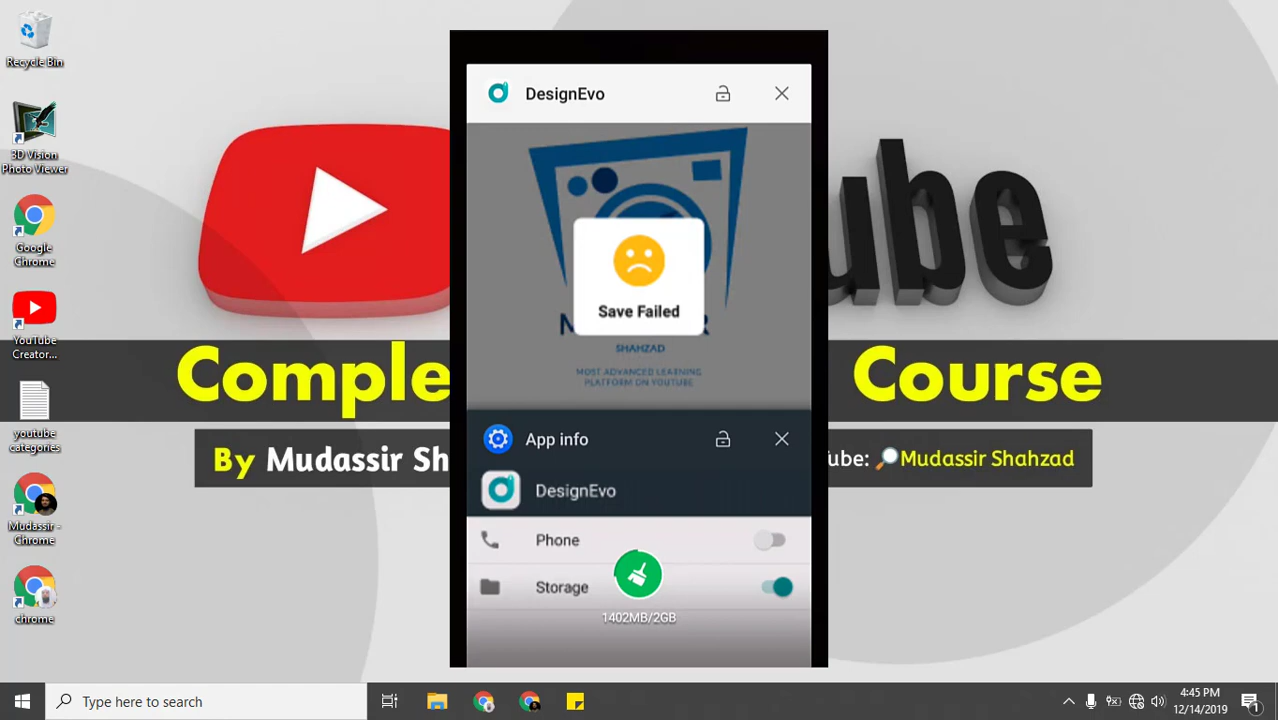 Recycle Bin
3D Vision
Photo Viewer
Google
Chrome
YouTube
Creator...
youtube
categories
Mudassir -
Chrome
chrome
ube
Course
By Mudassir Sh
ube: Mudassir Shahzad
DesignEvo
Save Failed
SHAHZAD
MOST ADVANCED LEARNING
PLATFORM ON YOUTUBE
App info
DesignEvo
Phone
Storage
1402MB/2GB
Type here to search
4:45 PM
12/14/2019
1